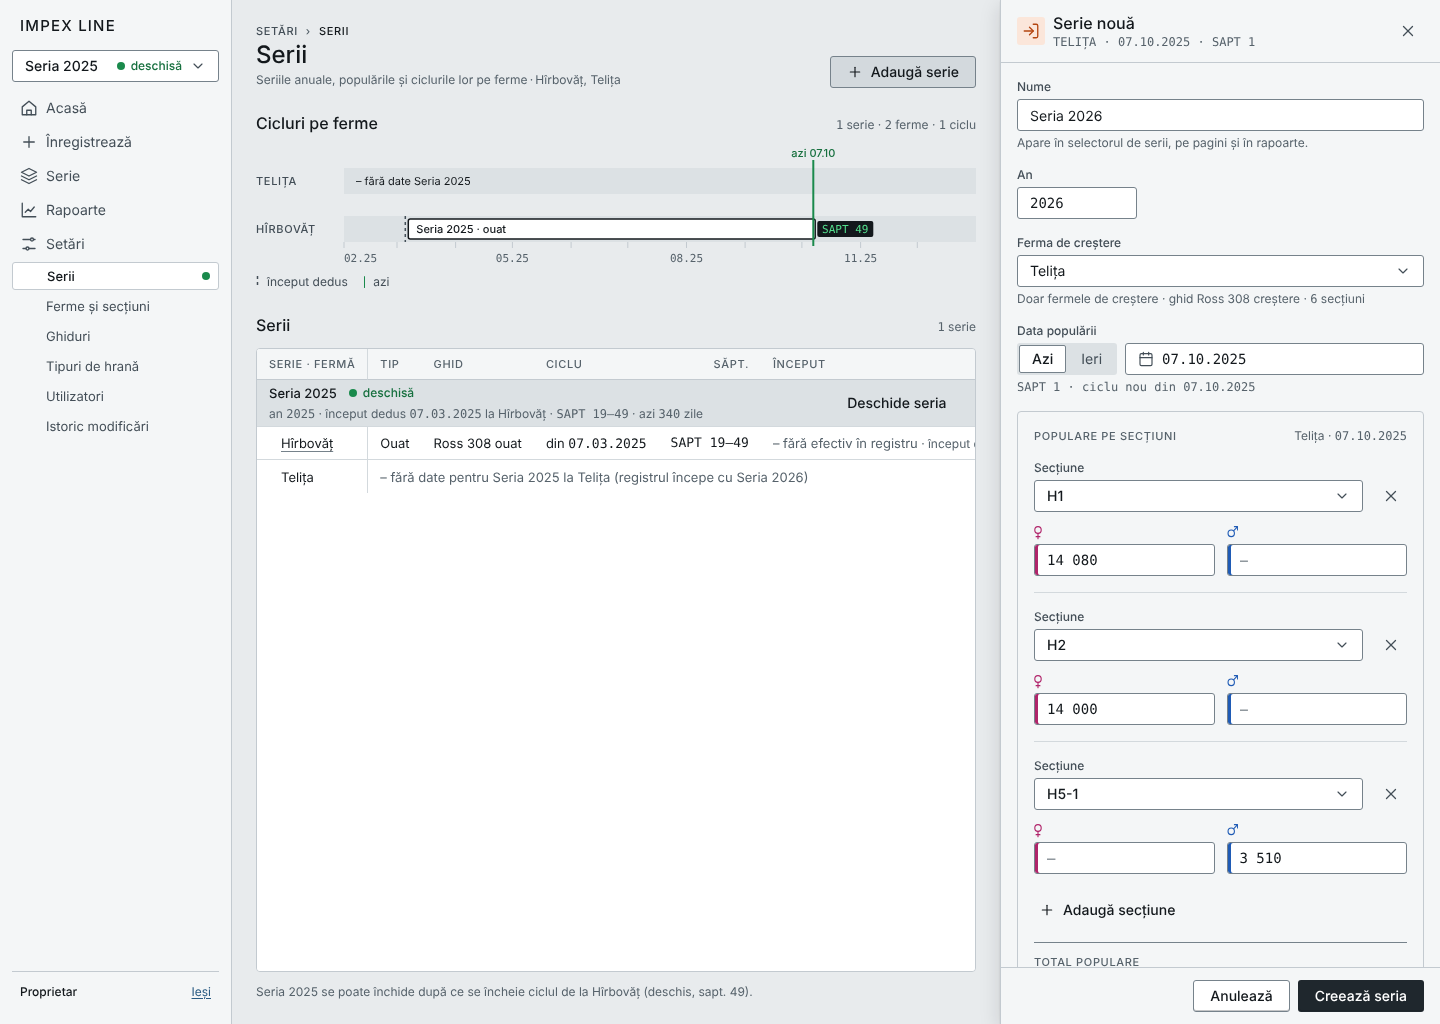 IMPEX LINE
Seria 2025 deschisă
Acasă
Înregistrează
Serie
Rapoarte
Setări
Serii
Ferme și secțiuni
Ghiduri
Tipuri de hrană
Utilizatori
Istoric modificări
Proprietar Ieși
SETĂRI › SERII
Serii
Seriile anuale, populările și ciclurile lor pe ferme · Hîrbovăț, Telița
+ Adaugă serie
Cicluri pe ferme
1 serie · 2 ferme · 1 ciclu
azi 07.10
TELIȚA – fără date Seria 2025
HÎRBOVĂȚ Seria 2025 · ouat SAPT 49
02.25 05.25 08.25 11.25
început dedus azi
Serii
1 serie
SERIE · FERMĂ TIP GHID CICLU SĂPT. ÎNCEPUT
Seria 2025 deschisă
an 2025 · început dedus 07.03.2025 la Hîrbovăț · SAPT 19–49 · azi 340 zile
Deschide seria
Hîrbovăț Ouat Ross 308 ouat din 07.03.2025 SAPT 19–49 – fără efectiv în registru · început
Telița – fără date pentru Seria 2025 la Telița (registrul începe cu Seria 2026)
Seria 2025 se poate închide după ce se încheie ciclul de la Hîrbovăț (deschis, sapt. 49).
Serie nouă
TELIȚA · 07.10.2025 · SAPT 1
Nume
Seria 2026
Apare în selectorul de serii, pe pagini și în rapoarte.
An
2026
Ferma de creștere
Telița
Doar fermele de creștere · ghid Ross 308 creștere · 6 secțiuni
Data populării
Azi Ieri 07.10.2025
SAPT 1 · ciclu nou din 07.10.2025
POPULARE PE SECȚIUNI Telița · 07.10.2025
Secțiune
H1
♀ ♂
14 080 –
Secțiune
H2
♀ ♂
14 000 –
Secțiune
H5-1
♀ ♂
– 3 510
+ Adaugă secțiune
TOTAL POPULARE
Anulează Creează seria